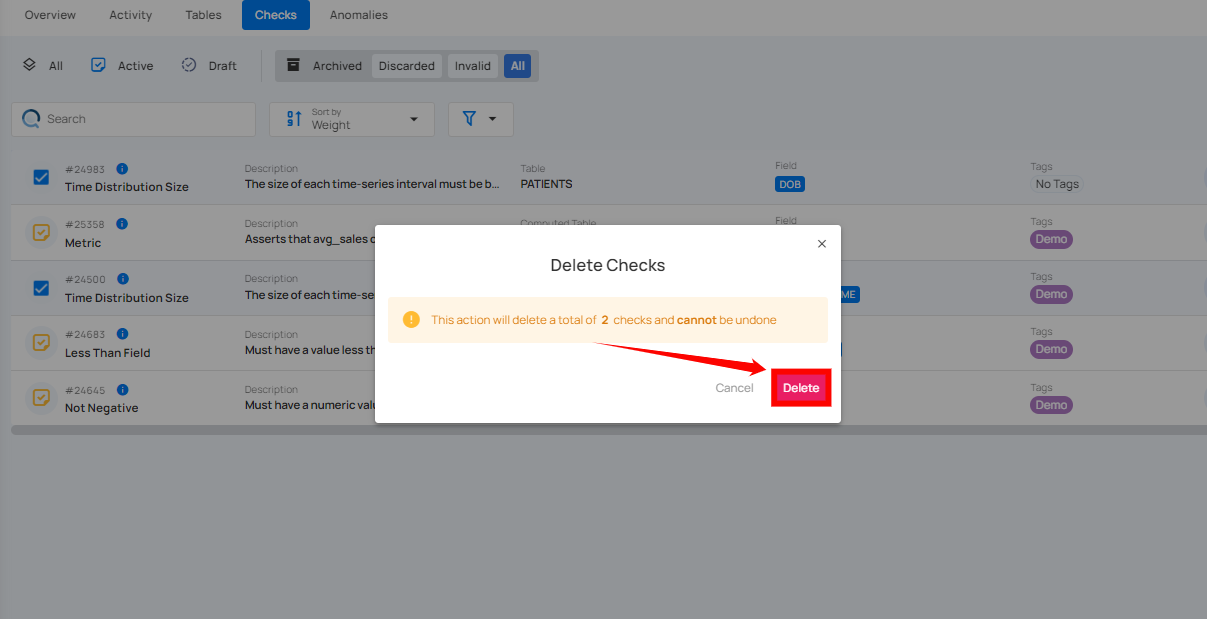 Overview Activity Tables Checks Anomalies
All Active Draft Archived Discarded Invalid All
Search
Sort by
Weight
#24983
Time Distribution Size
Description
The size of each time-series interval must be b...
Table
PATIENTS
Field
DOB
Tags
No Tags
#25358
Metric
Description
Asserts that avg_sales
Computed Table
Field
Tags
Demo
#24500
Time Distribution Size
Description
The size of each time-se
ME
Tags
Demo
#24683
Less Than Field
Description
Must have a value less th
Tags
Demo
#24645
Not Negative
Description
Must have a numeric valu
Tags
Demo
Delete Checks
This action will delete a total of 2 checks and cannot be undone
Cancel Delete